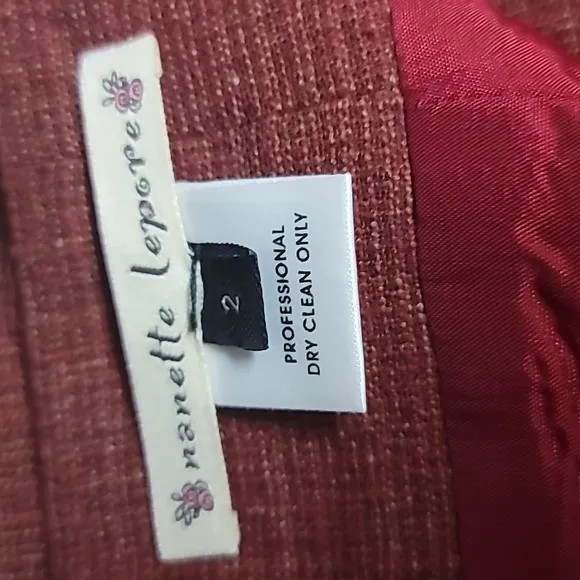 nanette lepore
2
PROFESSIONAL
DRY CLEAN ONLY